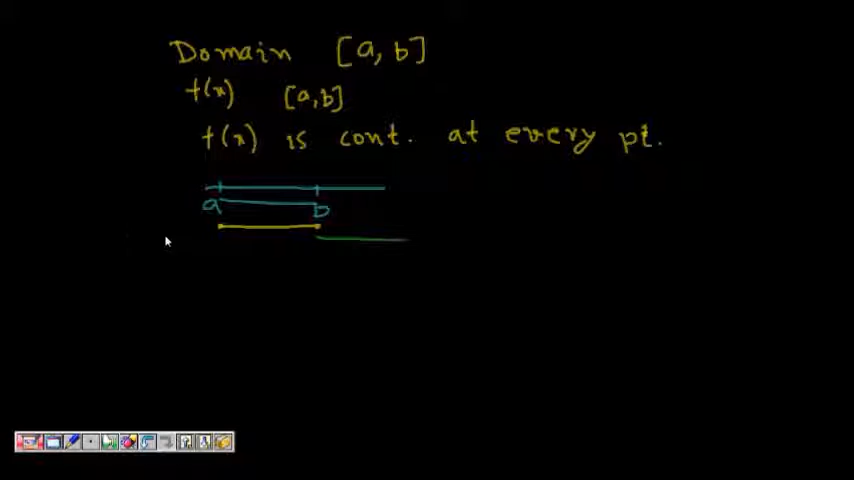 Domain [a, b]
f(x) [a,b]
f(x) is cont. at every pt.
a b